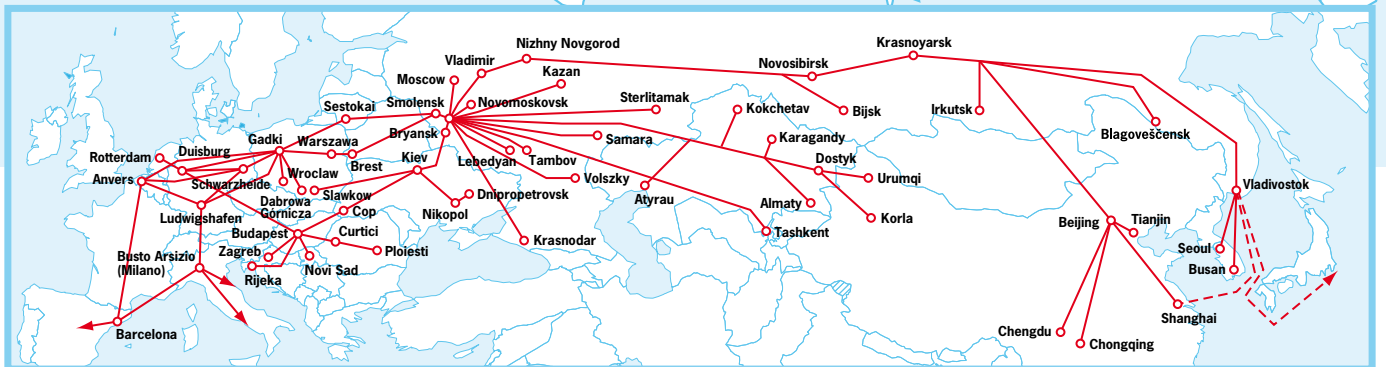 Nizhny Novgorod
Krasnoyarsk
Vladimir
Novosibirsk
Kazan
Moscow
Sterlitamak
Sestokai
Smolensk
Novomoskovsk
Kokchetav
Bijsk
Irkutsk
Bryansk
Samara
Karagandy
Blagoveščensk
Gadki
Warszawa
Duisburg
Rotterdam
Kiev
Lebedyan
Tambov
Dostyk
Brest
Anvers
Wroclaw
Volszky
Urumqi
Schwarzheide
Vladivostok
Dabrowa
Górnicza
Slawkow
Dnipropetrovsk
Atyrau
Almaty
Ludwigshafen
Cop
Nikopol
Korla
Beijing
Tianjin
Budapest
Curtici
Tashkent
Krasnodar
Zagreb
Ploiesti
Seoul
Busto Arsizio
(Milano)
Novi Sad
Busan
Rijeka
Shanghai
Barcelona
Chengdu
Chongqing